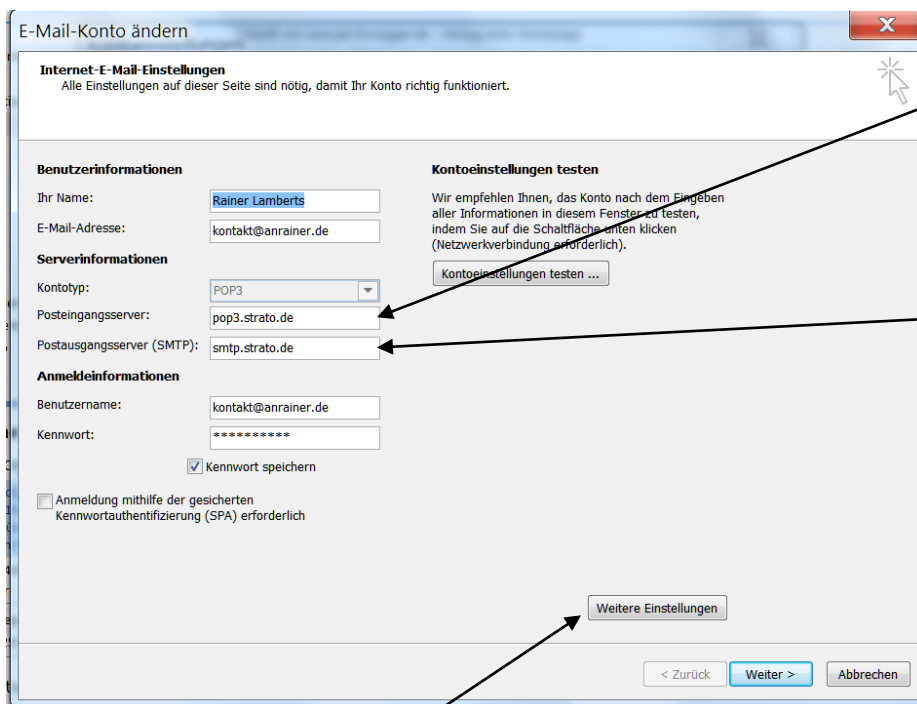 E-Mail-Konto ändern
Internet-E-Mail-Einstellungen
Alle Einstellungen auf dieser Seite sind nötig, damit Ihr Konto richtig funktioniert.
Benutzerinformationen
Ihr Name: Rainer Lamberts
E-Mail-Adresse: kontakt@anrainer.de
Serverinformationen
Kontotyp: POP3
Posteingangsserver: pop3.strato.de
Postausgangsserver (SMTP): smtp.strato.de
Anmeldeinformationen
Benutzername: kontakt@anrainer.de
Kennwort: **********
Kennwort speichern
Anmeldung mithilfe der gesicherten
Kennwortauthentifizierung (SPA) erforderlich
Kontoeinstellungen testen
Wir empfehlen Ihnen, das Konto nach dem Eingeben
aller Informationen in diesem Fenster zu testen,
indem Sie auf die Schaltfläche unten klicken
(Netzwerkverbindung erforderlich).
Kontoeinstellungen testen ...
Weitere Einstellungen
< Zurück
Weiter >
Abbrechen